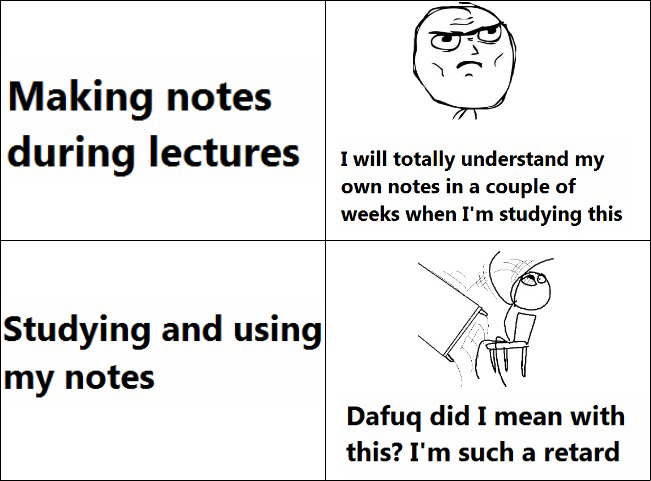 Making notes
during lectures
I will totally understand my
own notes in a couple of
weeks when I'm studying this
Studying and using
my notes
Dafuq did I mean with
this? I'm such a retard